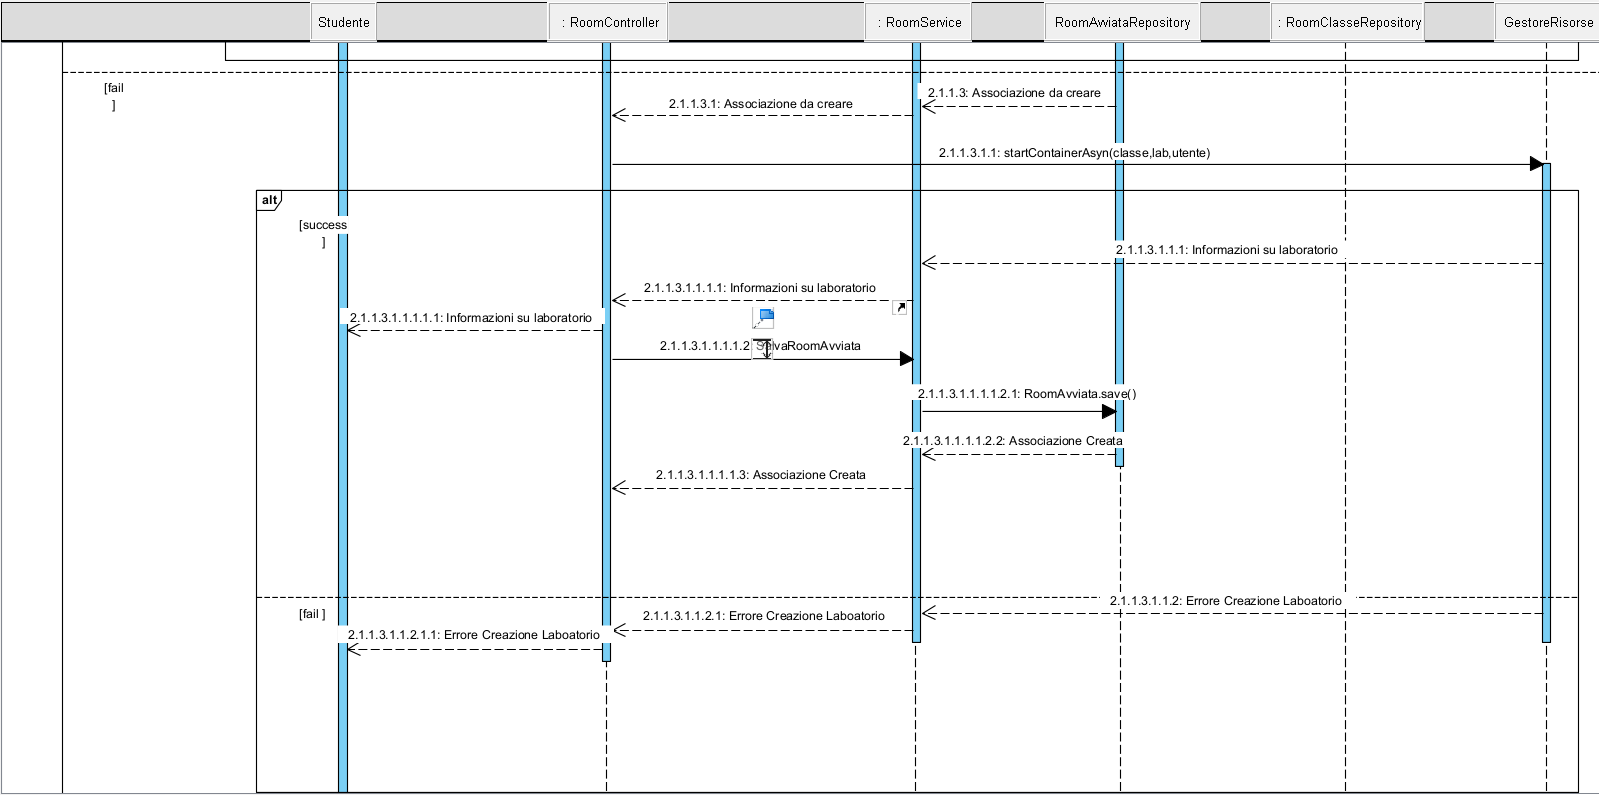 Studente
: RoomController
: RoomService
RoomAvviataRepository
: RoomClasseRepository
GestoreRisorse
[fail
]
2.1.1.3: Associazione da creare
2.1.1.3.1: Associazione da creare
2.1.1.3.1.1: startContainerAsyn(classe,lab,utente)
alt
[success
]
2.1.1.3.1.1.1: Informazioni su laboratorio
2.1.1.3.1.1.1.1: Informazioni su laboratorio
2.1.1.3.1.1.1.1.1: Informazioni su laboratorio
2.1.1.3.1.1.1.1.2: SalvaRoomAvviata
2.1.1.3.1.1.1.1.2.1: RoomAvviata.save()
2.1.1.3.1.1.1.1.2.2: Associazione Creata
2.1.1.3.1.1.1.1.3: Associazione Creata
[fail ]
2.1.1.3.1.1.2: Errore Creazione Laboatorio
2.1.1.3.1.1.2.1: Errore Creazione Laboatorio
2.1.1.3.1.1.2.1.1: Errore Creazione Laboatorio